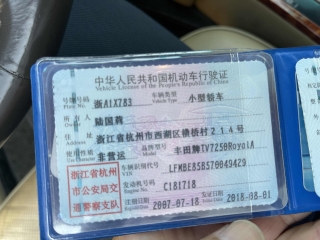 中华人民共和国机动车行驶证
Vehicle License of the People's Republic of China
号牌号码 浙A1X783 车辆类型 小型轿车
Vehicle Type
所有人 陆国腾
住址 浙江省杭州市西湖区横桥村214号
Address
使用性质 非营运 品牌型号 丰田腾TV7250RoyalA
Use Character Model
浙江省杭州市公安局交通警察支队
车辆识别代号 LFMBE85B570049429
VIN
发动机号码 C181718
Engine No.
注册日期 2007-07-18 发证日期 2018-08-01
Register Date Issue Date